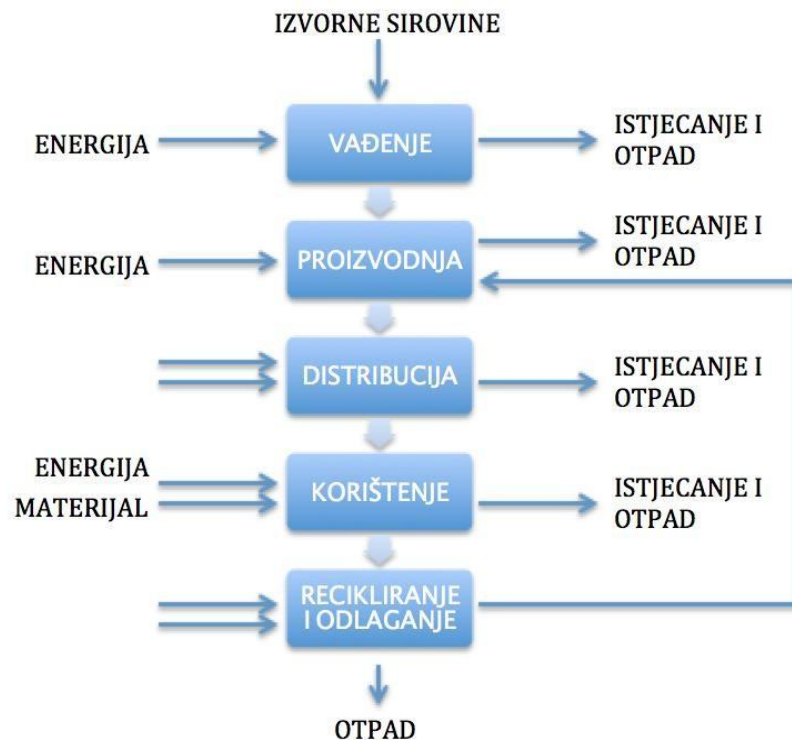 IZVORNE SIROVINE
ENERGIJA
VAĐENJE
ISTJECANJE I
OTPAD
ENERGIJA
PROIZVODNJA
ISTJECANJE I
OTPAD
DISTRIBUCIJA
ISTJECANJE I
OTPAD
ENERGIJA
MATERIJAL
KORIŠTENJE
ISTJECANJE I
OTPAD
RECIKLIRANJE
I ODLAGANJE
OTPAD